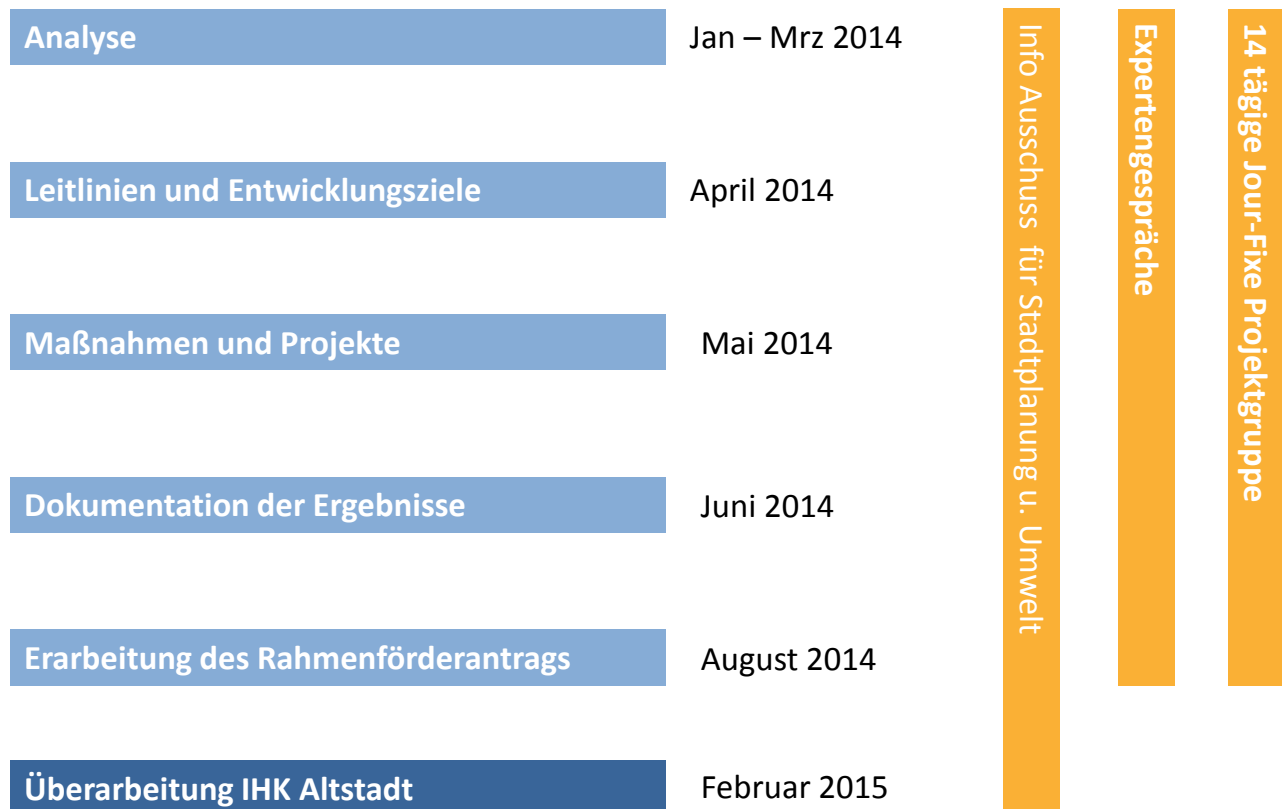 Analyse
Jan – Mrz 2014
Leitlinien und Entwicklungsziele
April 2014
Maßnahmen und Projekte
Mai 2014
Dokumentation der Ergebnisse
Juni 2014
Erarbeitung des Rahmenförderantrags
August 2014
Überarbeitung IHK Altstadt
Februar 2015
Info Ausschuss für Stadtplanung u. Umwelt
Expertengespräche
14 tägige Jour-Fixe Projektgruppe